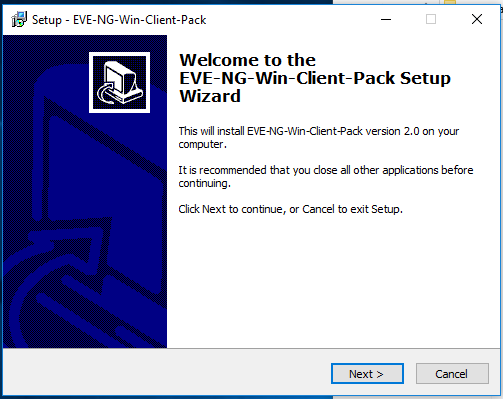 Setup - EVE-NG-Win-Client-Pack
Welcome to the
EVE-NG-Win-Client-Pack Setup
Wizard
This will install EVE-NG-Win-Client-Pack version 2.0 on your
computer.
It is recommended that you close all other applications before
continuing.
Click Next to continue, or Cancel to exit Setup.
Next >
Cancel